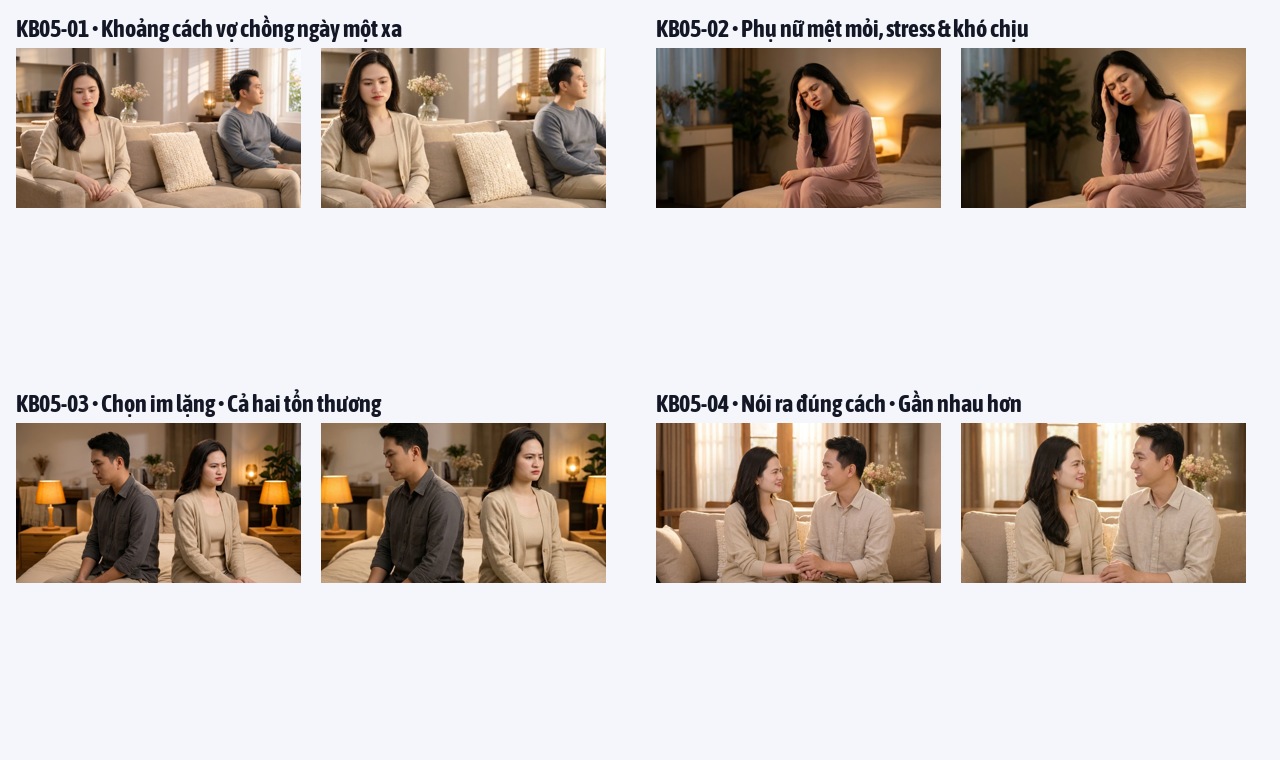 KB05-01 • Khoảng cách vợ chồng ngày một xa
KB05-02 • Phụ nữ mệt mỏi, stress & khó chịu
KB05-03 • Chọn im lặng • Cả hai tổn thương
KB05-04 • Nói ra đúng cách • Gần nhau hơn